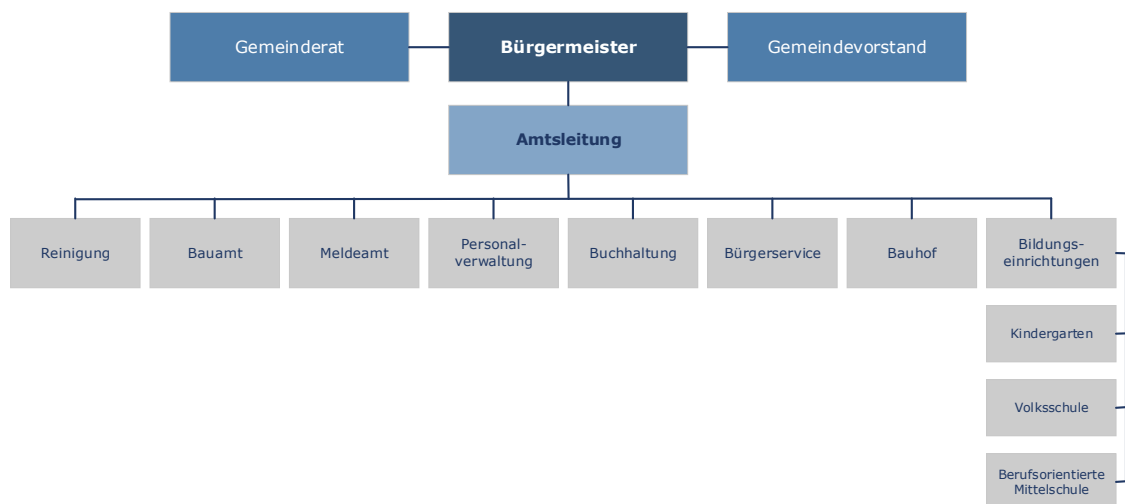 Gemeinderat
Bürgermeister
Gemeindevorstand
Amtsleitung
Reinigung
Bauamt
Meldeamt
Personal-
verwaltung
Buchhaltung
Bürgerservice
Bauhof
Bildungs-
einrichtungen
Kindergarten
Volksschule
Berufsorientierte
Mittelschule